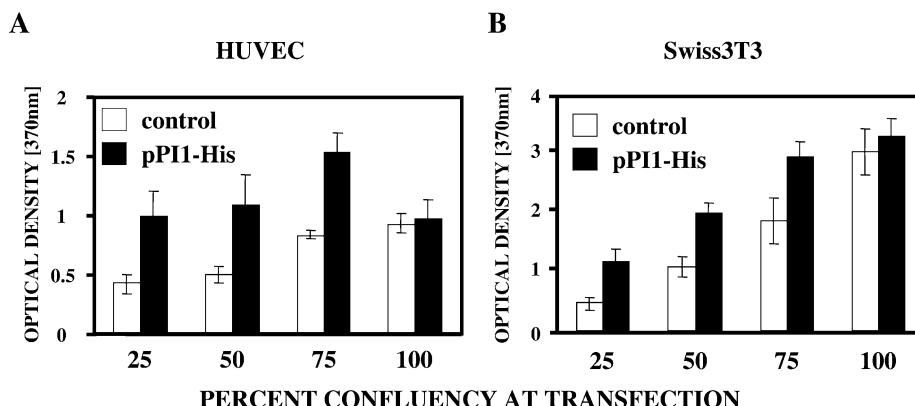 A
HUVEC
OPTICAL DENSITY [370nm]
2
1.5
1
0.5
0
control
pPI1-His
25 50 75 100
B
Swiss3T3
OPTICAL DENSITY [370nm]
4
3
2
1
0
control
pPI1-His
25 50 75 100
PERCENT CONFLUENCY AT TRANSFECTION